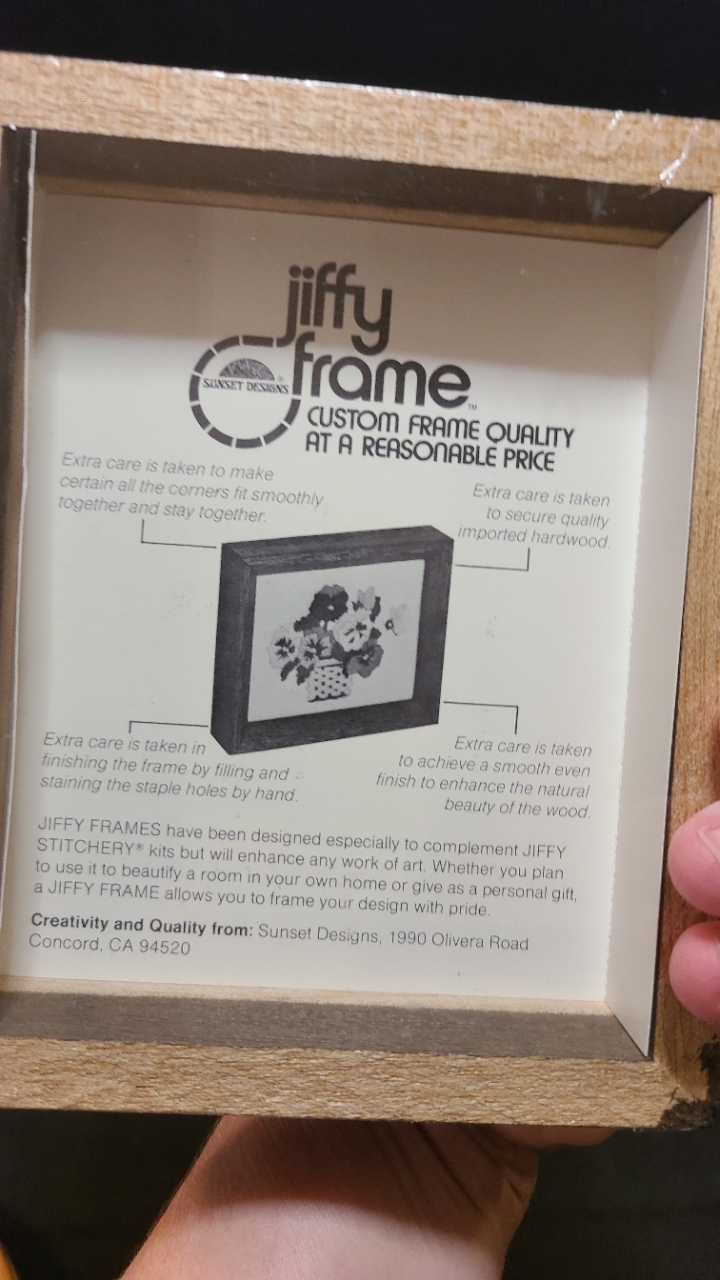 jiffy
frame™
SUNSET DESIGNS®
CUSTOM FRAME QUALITY
AT A REASONABLE PRICE
Extra care is taken to make
certain all the corners fit smoothly
together and stay together.
Extra care is taken
to secure quality
imported hardwood.
Extra care is taken in
finishing the frame by filling and
staining the staple holes by hand.
Extra care is taken
to achieve a smooth even
finish to enhance the natural
beauty of the wood.
JIFFY FRAMES have been designed especially to complement JIFFY
STITCHERY® kits but will enhance any work of art. Whether you plan
to use it to beautify a room in your own home or give as a personal gift,
a JIFFY FRAME allows you to frame your design with pride.
Creativity and Quality from: Sunset Designs, 1990 Olivera Road
Concord, CA 94520